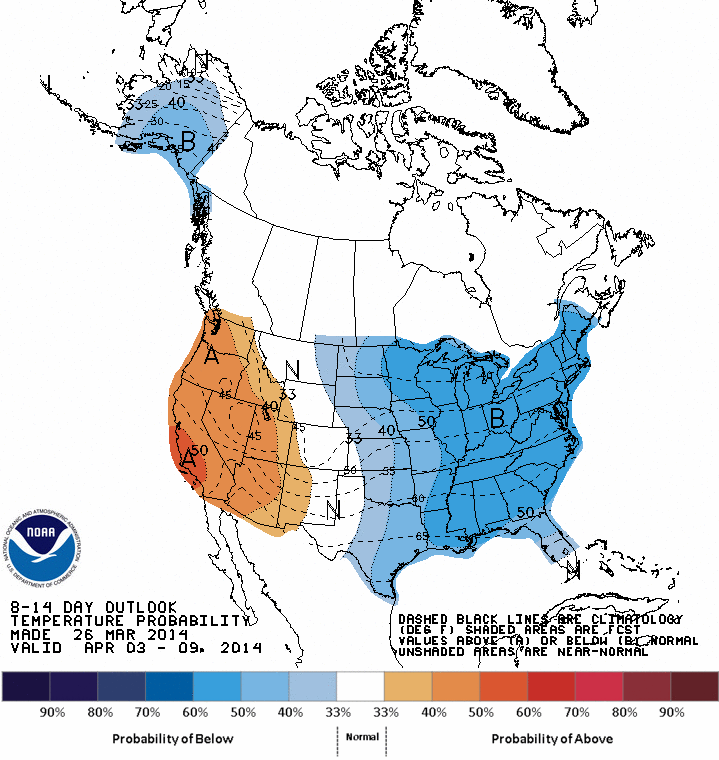 N
33
20 15
33 25 40
30
B
A
N
45
40
33
45
45
33
40
50
B
A 50
50
55
60
N
50
65
N
NATIONAL OCEANIC AND ATMOSPHERIC ADMINISTRATION
NOAA
U.S. DEPARTMENT OF COMMERCE
8-14 DAY OUTLOOK
TEMPERATURE PROBABILITY
MADE 26 MAR 2014
VALID APR 03 - 09, 2014
DASHED BLACK LINES ARE CLIMATOLOGY
(DEG F) SHADED AREAS ARE FCST
VALUES ABOVE (A) OR BELOW (B) NORMAL
UNSHADED AREAS ARE NEAR-NORMAL
90% 80% 70% 60% 50% 40% 33% 33% 40% 50% 60% 70% 80% 90%
Probability of Below Normal Probability of Above